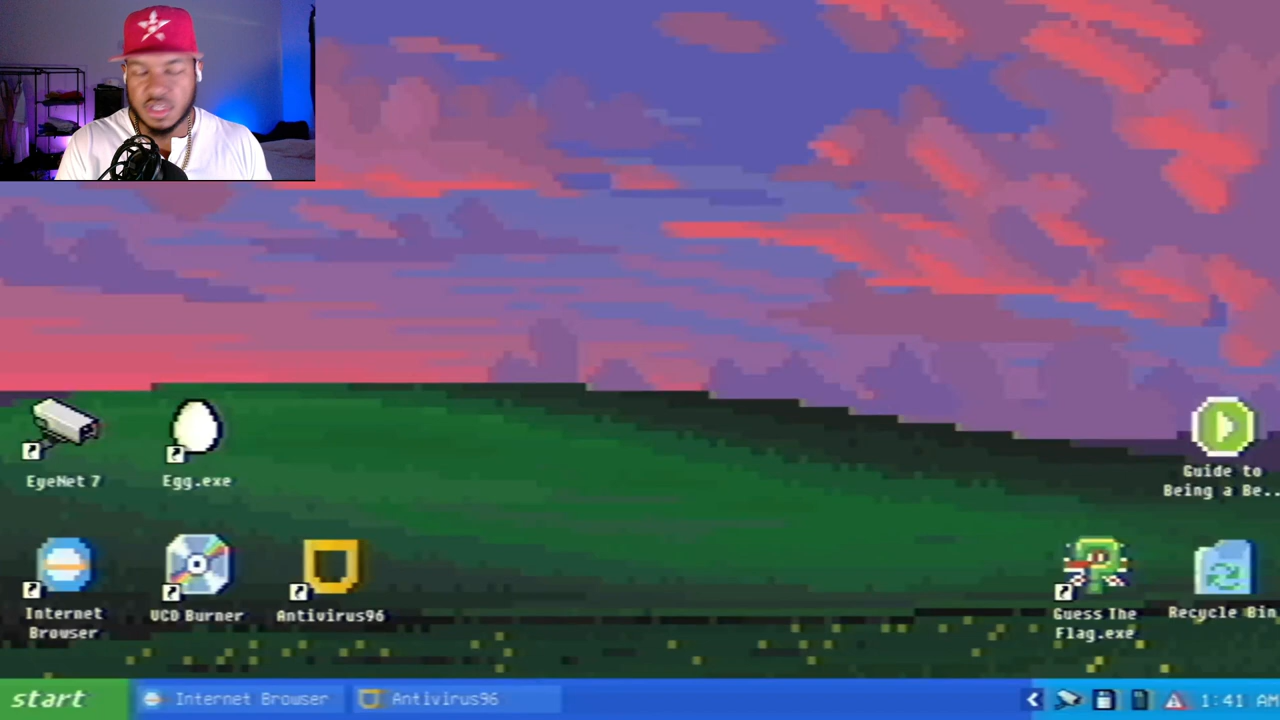 EyeNet 7
Egg.exe
Guide to
Being a Be..
Internet
Browser
VCD Burner
Antivirus96
Guess The
Flag.exe
Recycle Bin
start
Internet Browser
Antivirus96
1:41 AM